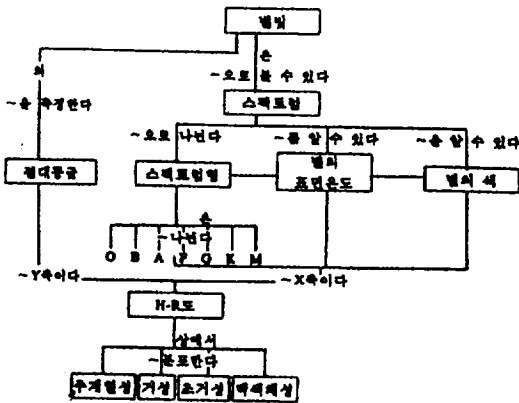 별빛
의
은
~으로 볼 수 있다
~을 측정한다
스펙트럼
~으로 나뉜다
~를 알 수 있다
~을 알 수 있다
절대등급
스펙트럼형
별의
표면온도
별의 색
은
~나뉜다
O B A F G K M
~Y축이다
~X축이다
H-R도
상에서
~분포한다
주계열성
거성
초거성
백색왜성